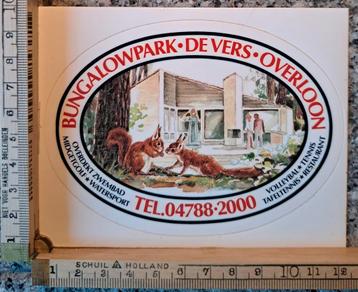 BUNGALOWPARK • DE VERS • OVERLOON
OVERDEKT ZWEMBAD
MIDGETGOLF • WATERSPORT
VOLLEYBAL • TENNIS
TAFELTENNIS • RESTAURANT
TEL. 04788-2000
SCHUIL HOLLAND
1 2 3 4 5 6 7 8 9 10 11 12